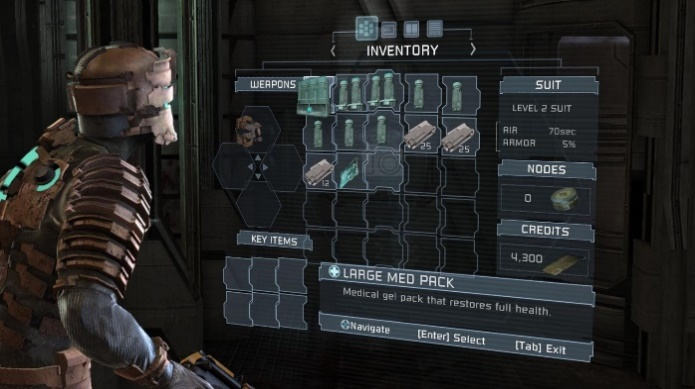 INVENTORY
WEAPONS
25
25
12
KEY ITEMS
SUIT
LEVEL 2 SUIT
AIR 70sec
ARMOR 5%
NODES
0
CREDITS
4,300
LARGE MED PACK
Medical gel pack that restores full health.
Navigate [Enter] Select [Tab] Exit